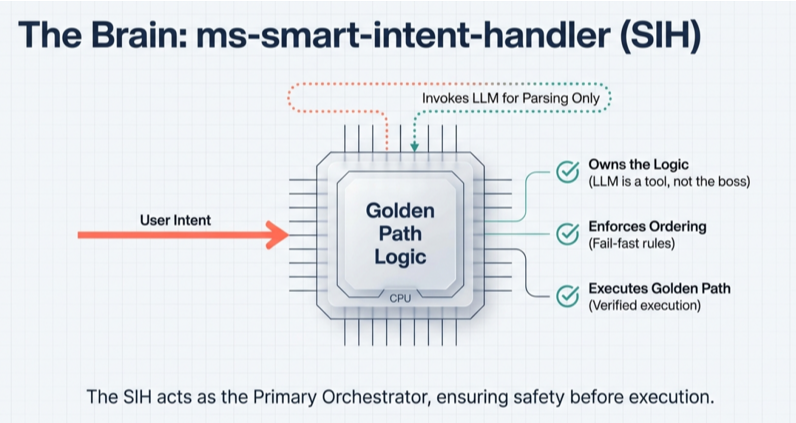 The Brain: ms-smart-intent-handler (SIH)
Invokes LLM for Parsing Only
User Intent
Golden
Path
Logic
CPU
Owns the Logic
(LLM is a tool, not the boss)
Enforces Ordering
(Fail-fast rules)
Executes Golden Path
(Verified execution)
The SIH acts as the Primary Orchestrator, ensuring safety before execution.